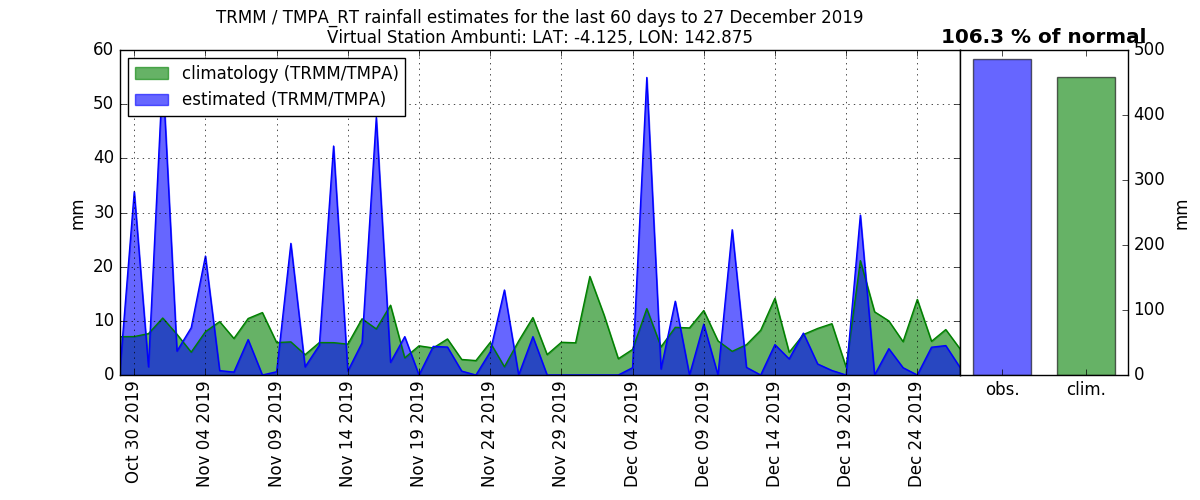 TRMM / TMPA_RT rainfall estimates for the last 60 days to 27 December 2019
Virtual Station Ambunti: LAT: -4.125, LON: 142.875
106.3 % of normal
climatology (TRMM/TMPA)
estimated (TRMM/TMPA)
60
50
40
30
20
10
0
mm
500
400
300
200
100
0
mm
Oct 30 2019
Nov 04 2019
Nov 09 2019
Nov 14 2019
Nov 19 2019
Nov 24 2019
Nov 29 2019
Dec 04 2019
Dec 09 2019
Dec 14 2019
Dec 19 2019
Dec 24 2019
obs.
clim.